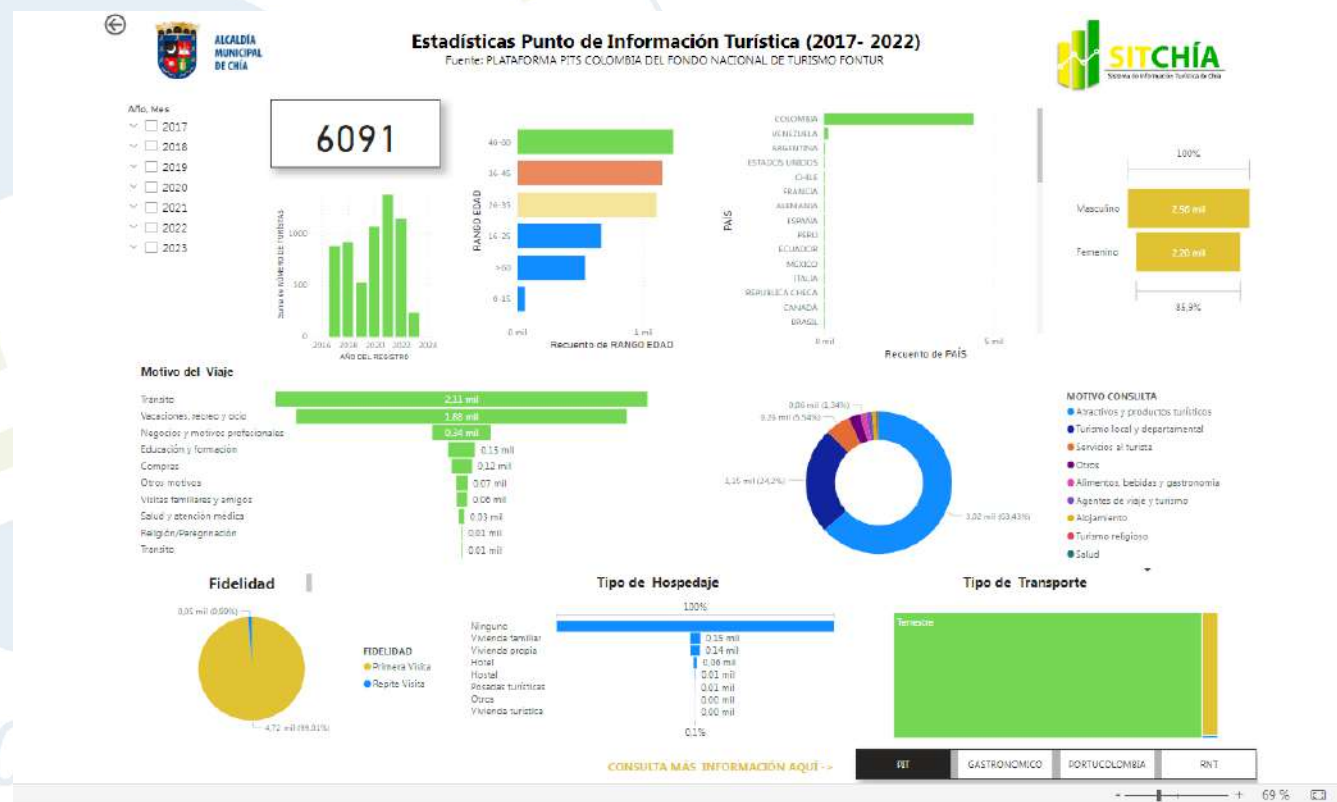 ALCALDÍA
MUNICIPAL
DE CHÍA
Estadísticas Punto de Información Turística (2017- 2022)
Fuente: PLATAFORMA PITS COLOMBIA DEL FONDO NACIONAL DE TURISMO FONTUR
SITCHÍA
Sistema de Información Turística de Chía
Año, Mes
2017
2018
2019
2020
2021
2022
2023
6091
1000
500
0
2016 2018 2020 2022 2024
AÑO DEL REGISTRO
RANGO EDAD
46-60
36-45
26-35
16-25
>60
0-15
0 mil 1 mil
Recuento de RANGO EDAD
PAÍS
COLOMBIA
VENEZUELA
ARGENTINA
ESTADOS UNIDOS
CHILE
FRANCIA
ALEMANIA
ESPAÑA
PERÚ
ECUADOR
MÉXICO
ITALIA
REPUBLICA CHECA
CANADÁ
BRASIL
0 mil 5 mil
Recuento de PAÍS
100%
Masculino 2,56 mil
Femenino 2,20 mil
85,9%
Motivo del Viaje
Transito 2,11 mil
Vacaciones, recreo y ocio 1,88 mil
Negocios y motivos profesionales 0,34 mil
Educación y formación 0,15 mil
Compras 0,12 mil
Otros motivos 0,07 mil
Visitas familiares y amigos 0,06 mil
Salud y atención médica 0,03 mil
Religión/Peregrinación 0,01 mil
Transito 0,01 mil
0,06 mil (1,34%)
0,26 mil (5,54%)
1,15 mil (24,2%)
3,02 mil (63,43%)
MOTIVO CONSULTA
Atractivos y productos turísticos
Turismo local y departamental
Servicios al turista
Otros
Alimentos, bebidas y gastronomía
Agentes de viaje y turismo
Alojamiento
Turismo religioso
Salud
Fidelidad
0,05 mil (0,99%)
4,72 mil (99,01%)
FIDELIDAD
Primera Visita
Repite Visita
Tipo de Hospedaje
100%
Ninguno
Vivienda familiar 0,19 mil
Vivienda propia 0,14 mil
Hotel 0,06 mil
Hostal 0,01 mil
Posadas turísticas 0,01 mil
Otros 0,00 mil
Vivienda turística 0,00 mil
0,1%
Tipo de Transporte
Terrestre
CONSULTA MÁS INFORMACIÓN AQUÍ ->
PIT
GASTRONOMICO
PORTUCOLOMBIA
RNT
- + 69 %